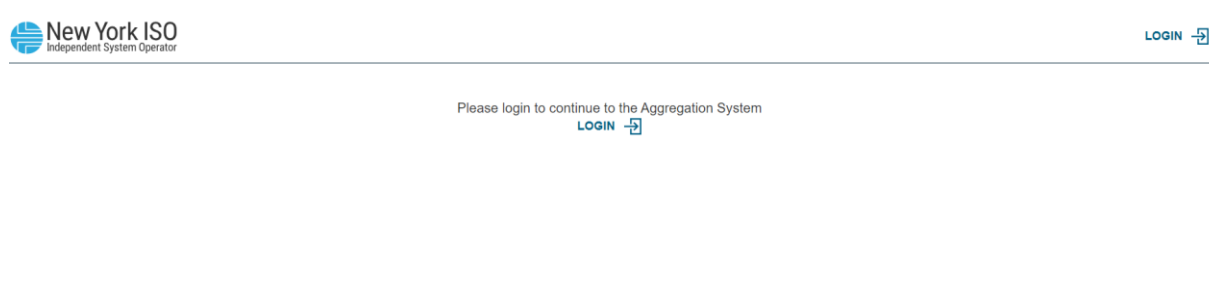 New York ISO
Independent System Operator
LOGIN
Please login to continue to the Aggregation System
LOGIN